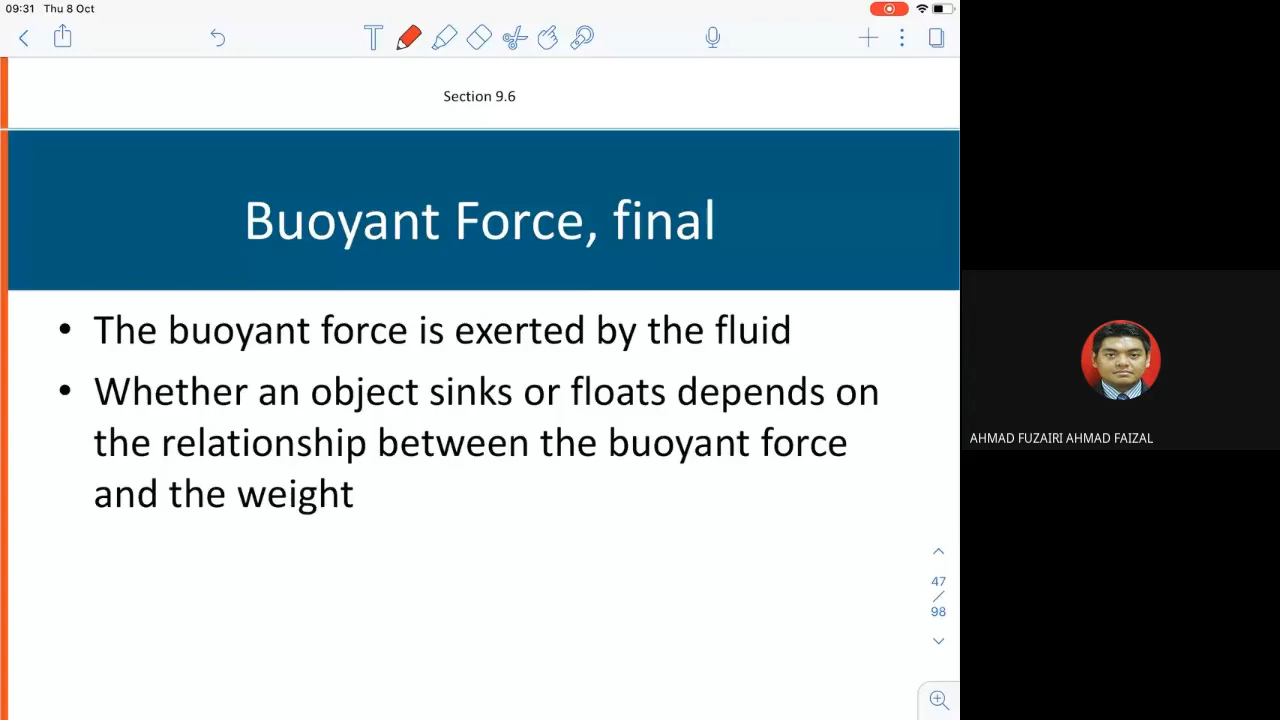 09:31 Thu 8 Oct
T
Section 9.6
Buoyant Force, final
• The buoyant force is exerted by the fluid
• Whether an object sinks or floats depends on
the relationship between the buoyant force
and the weight
AHMAD FUZAIRI AHMAD FAIZAL
47
/
98